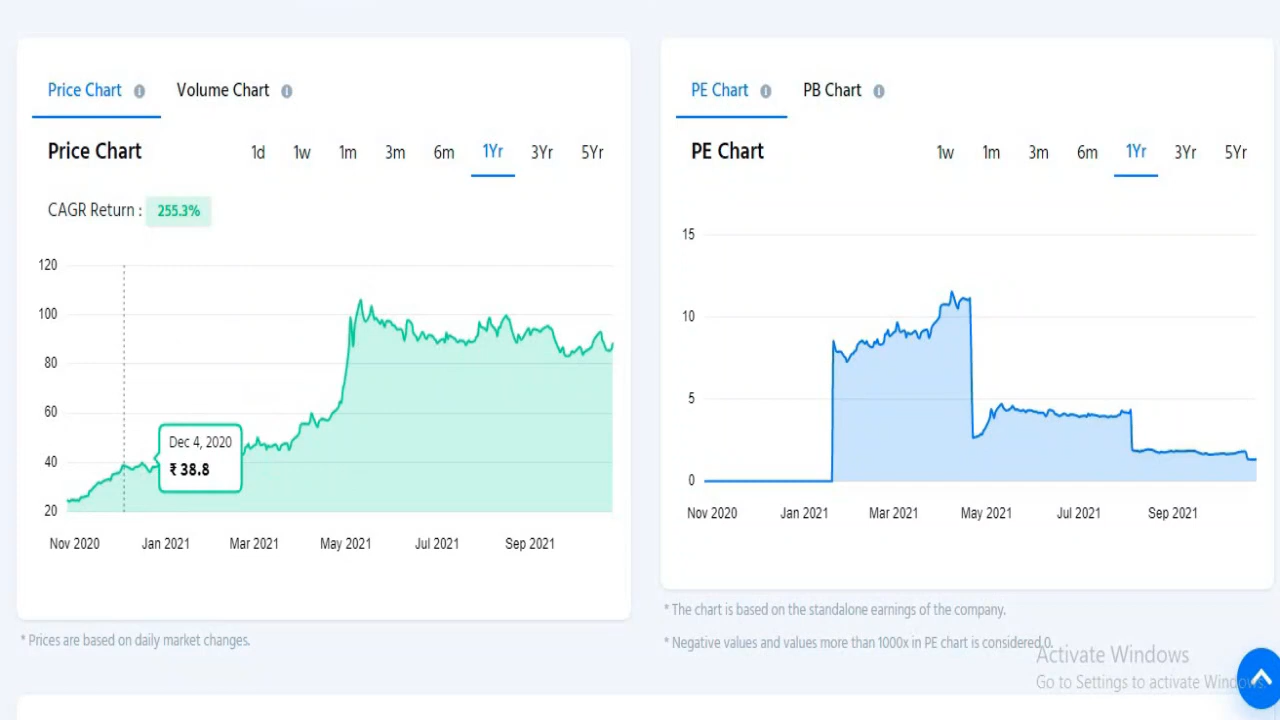 Price Chart
Volume Chart
Price Chart
1d 1w 1m 3m 6m 1Yr 3Yr 5Yr
CAGR Return : 255.3%
120
100
80
60
40
20
Dec 4, 2020
₹ 38.8
Nov 2020 Jan 2021 Mar 2021 May 2021 Jul 2021 Sep 2021
* Prices are based on daily market changes.
PE Chart
PB Chart
PE Chart
1w 1m 3m 6m 1Yr 3Yr 5Yr
15
10
5
0
Nov 2020 Jan 2021 Mar 2021 May 2021 Jul 2021 Sep 2021
* The chart is based on the standalone earnings of the company.
* Negative values and values more than 1000x in PE chart is considered 0.
Activate Windows
Go to Settings to activate Windows.